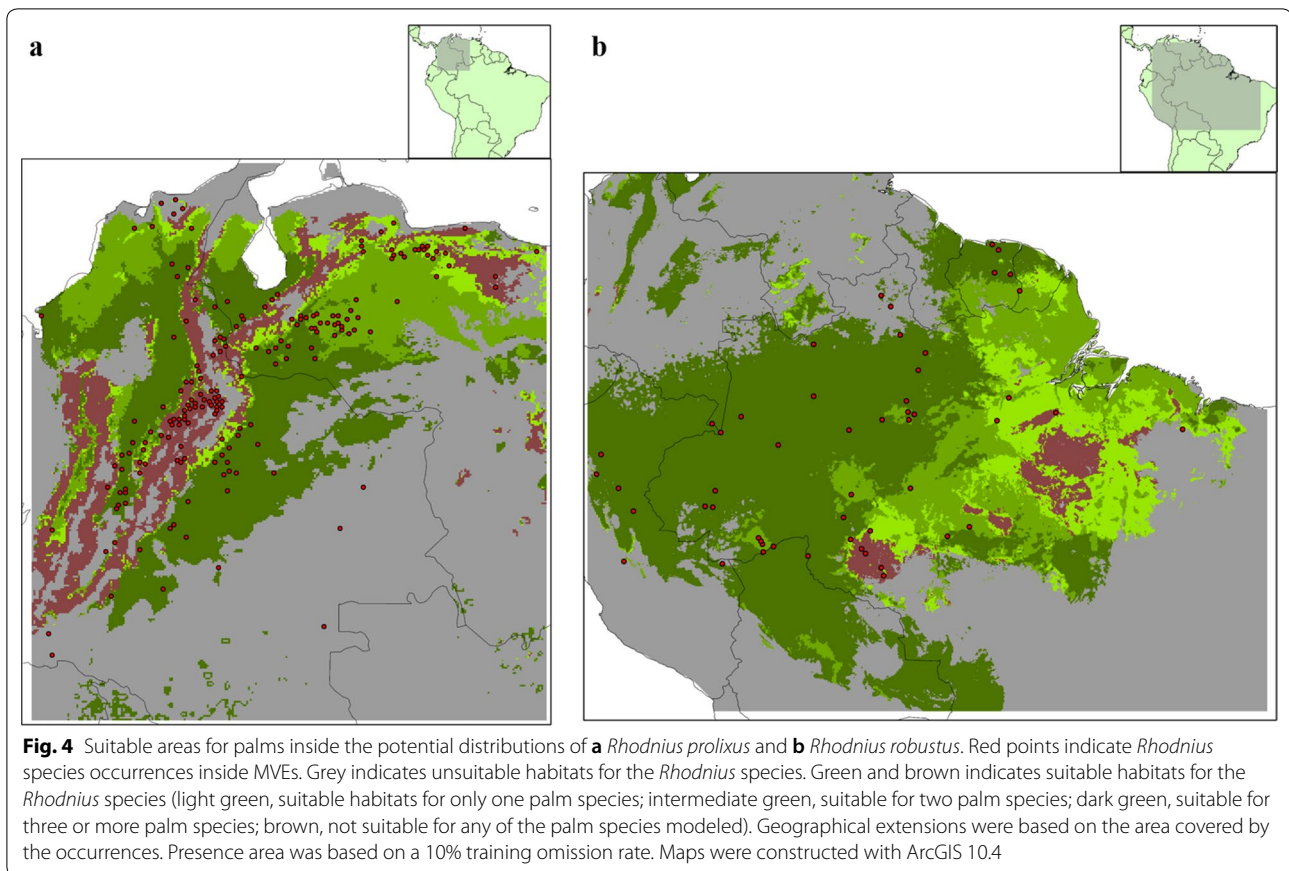 a
b
Fig. 4 Suitable areas for palms inside the potential distributions of a Rhodnius prolixus and b Rhodnius robustus. Red points indicate Rhodnius
species occurrences inside MVEs. Grey indicates unsuitable habitats for the Rhodnius species. Green and brown indicates suitable habitats for the
Rhodnius species (light green, suitable habitats for only one palm species; intermediate green, suitable for two palm species; dark green, suitable for
three or more palm species; brown, not suitable for any of the palm species modeled). Geographical extensions were based on the area covered by
the occurrences. Presence area was based on a 10% training omission rate. Maps were constructed with ArcGIS 10.4